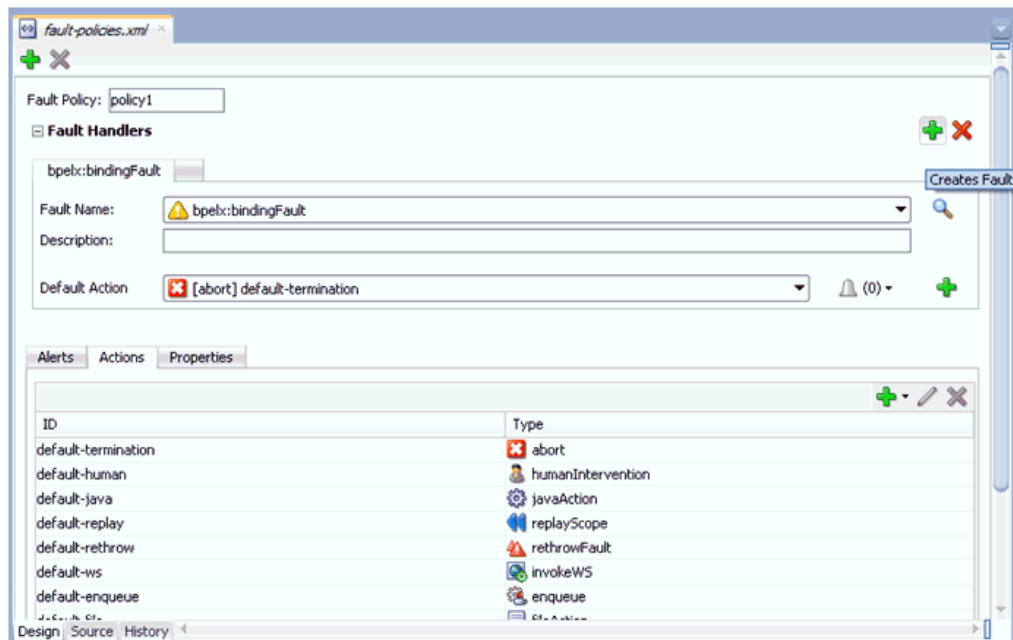 fault-policies.xml
Fault Policy: policy1
Fault Handlers
Creates Fault
bpelx:bindingFault
Fault Name: bpelx:bindingFault
Description:
Default Action [abort] default-termination (0)
Alerts Actions Properties
ID Type
default-termination abort
default-human humanIntervention
default-java javaAction
default-replay replayScope
default-rethrow rethrowFault
default-ws invokeWS
default-enqueue enqueue
Design Source History